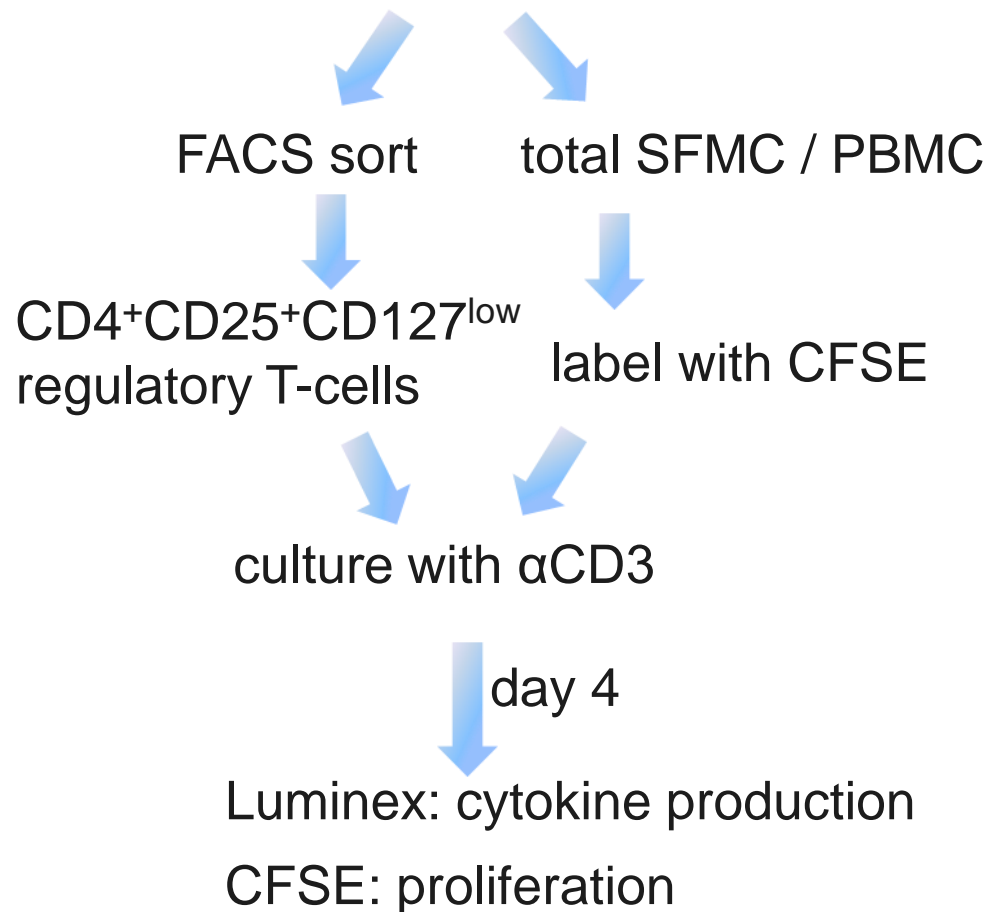 FACS sort
total SFMC / PBMC
CD4⁺CD25⁺CD127ˡᵒʷ
regulatory T-cells
label with CFSE
culture with αCD3
day 4
Luminex: cytokine production
CFSE: proliferation